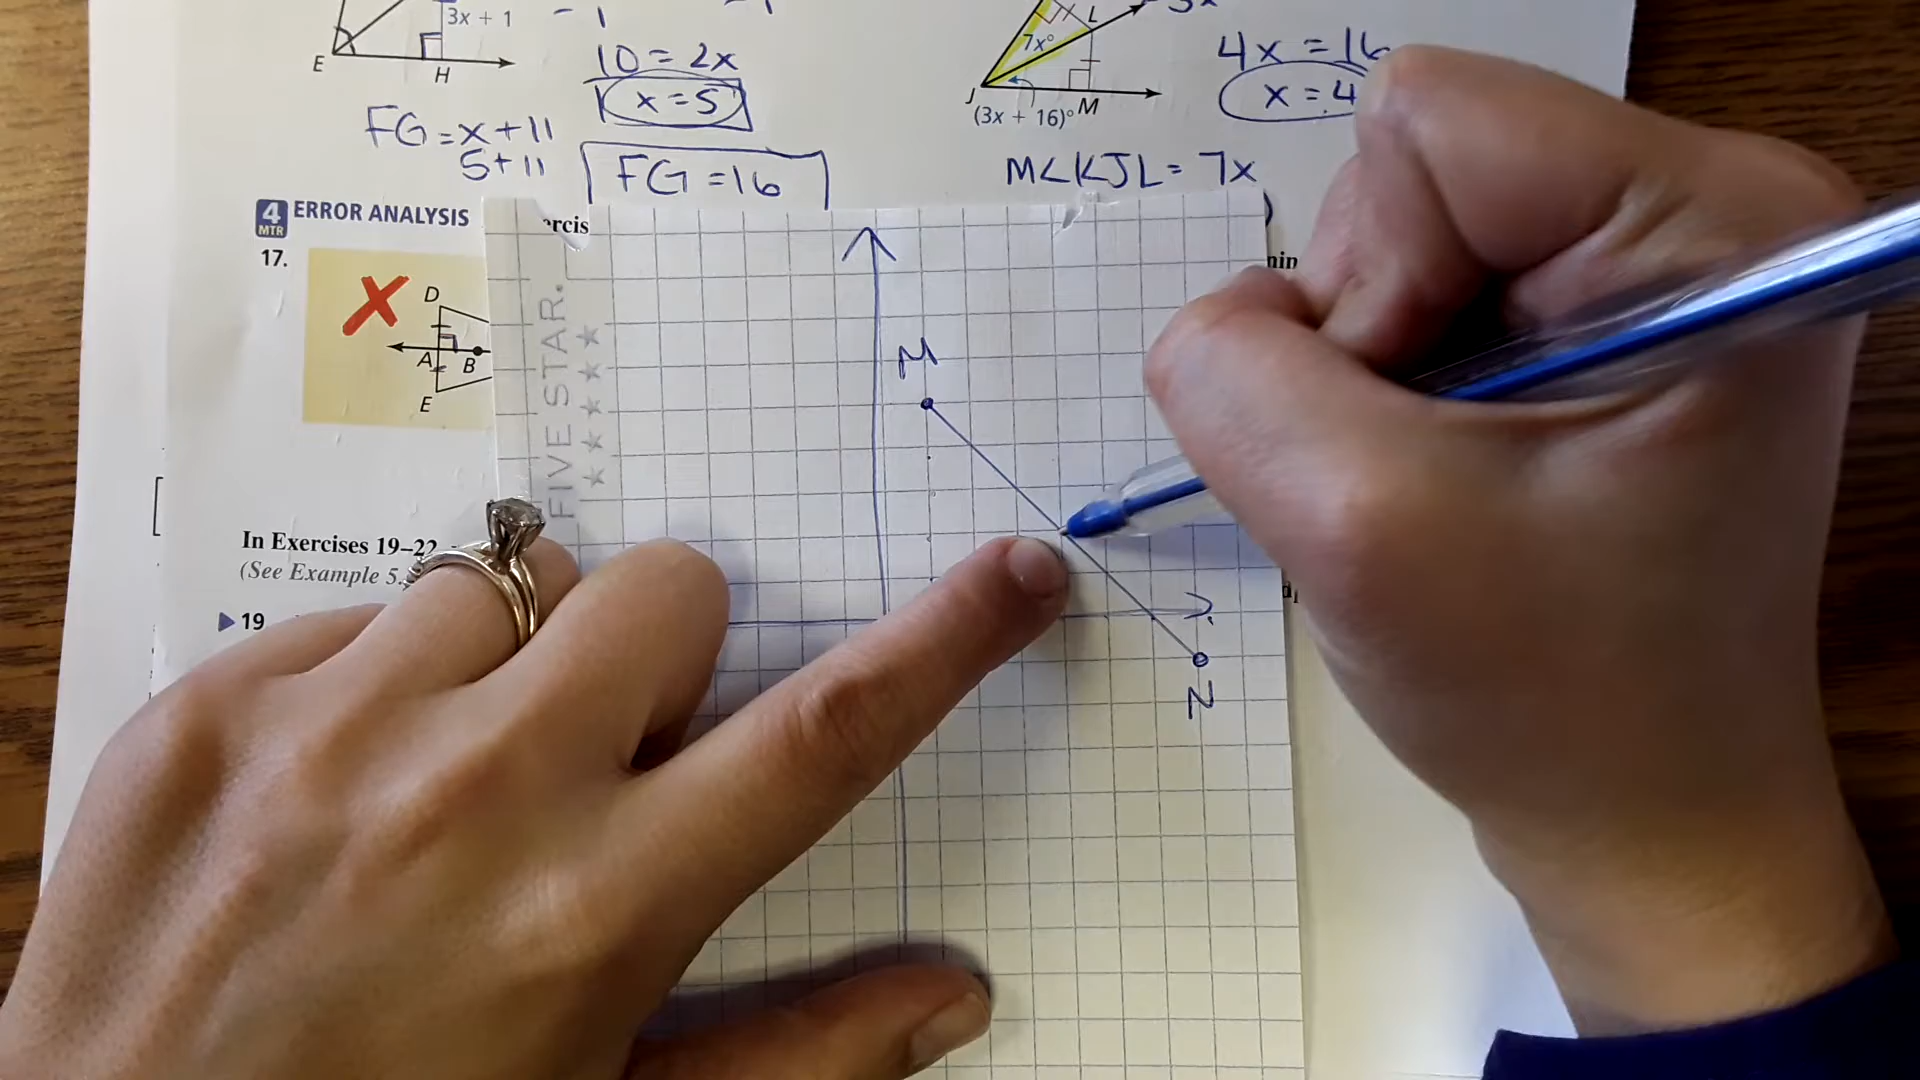 3x + 1
E
H
10 = 2x
x = 5
FG = x + 11
5 + 11
FG = 16
L
7x°
J
M
(3x + 16)°
4x = 16
x = 4
M<KJL = 7x
4
MTR
ERROR ANALYSIS
17.
D
A
B
E
FIVE STAR.
M
N
In Exercises 19–22
(See Example 5.
19